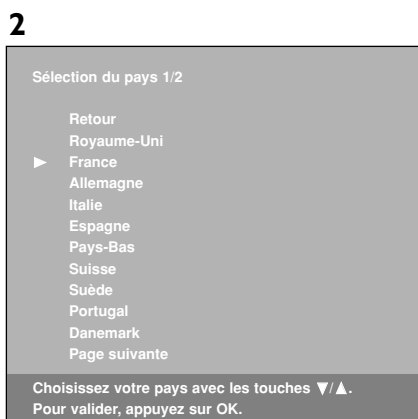 2
Sélection du pays 1/2
Retour
Royaume-Uni
► France
Allemagne
Italie
Espagne
Pays-Bas
Suisse
Suède
Portugal
Danemark
Page suivante
Choisissez votre pays avec les touches ▼/▲.
Pour valider, appuyez sur OK.